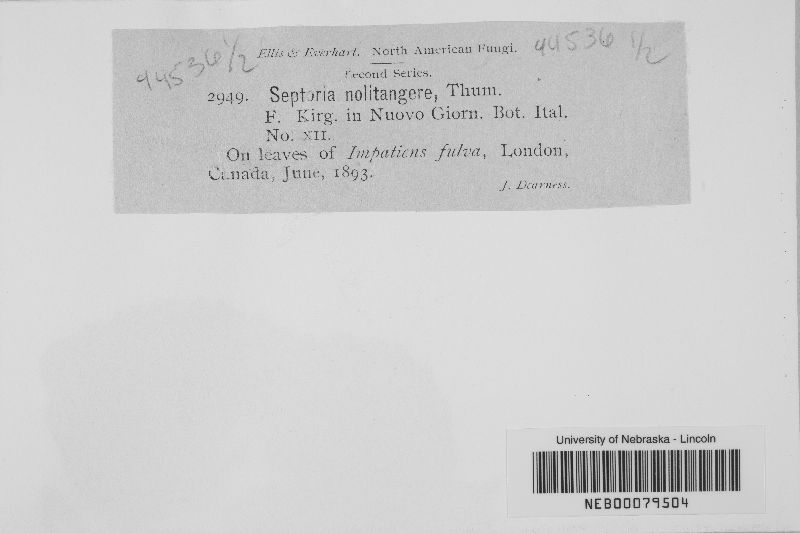 44536 1/2
Ellis & Everhart. North American Fungi. 44536 1/2
Second Series.
2949. Septoria nolitangere, Thum.
F. Kirg. in Nuovo Giorn. Bot. Ital.
No. XII.
On leaves of Impatiens fulva, London,
Canada, June, 1893.
J. Dearness.
University of Nebraska - Lincoln
NEB00079504